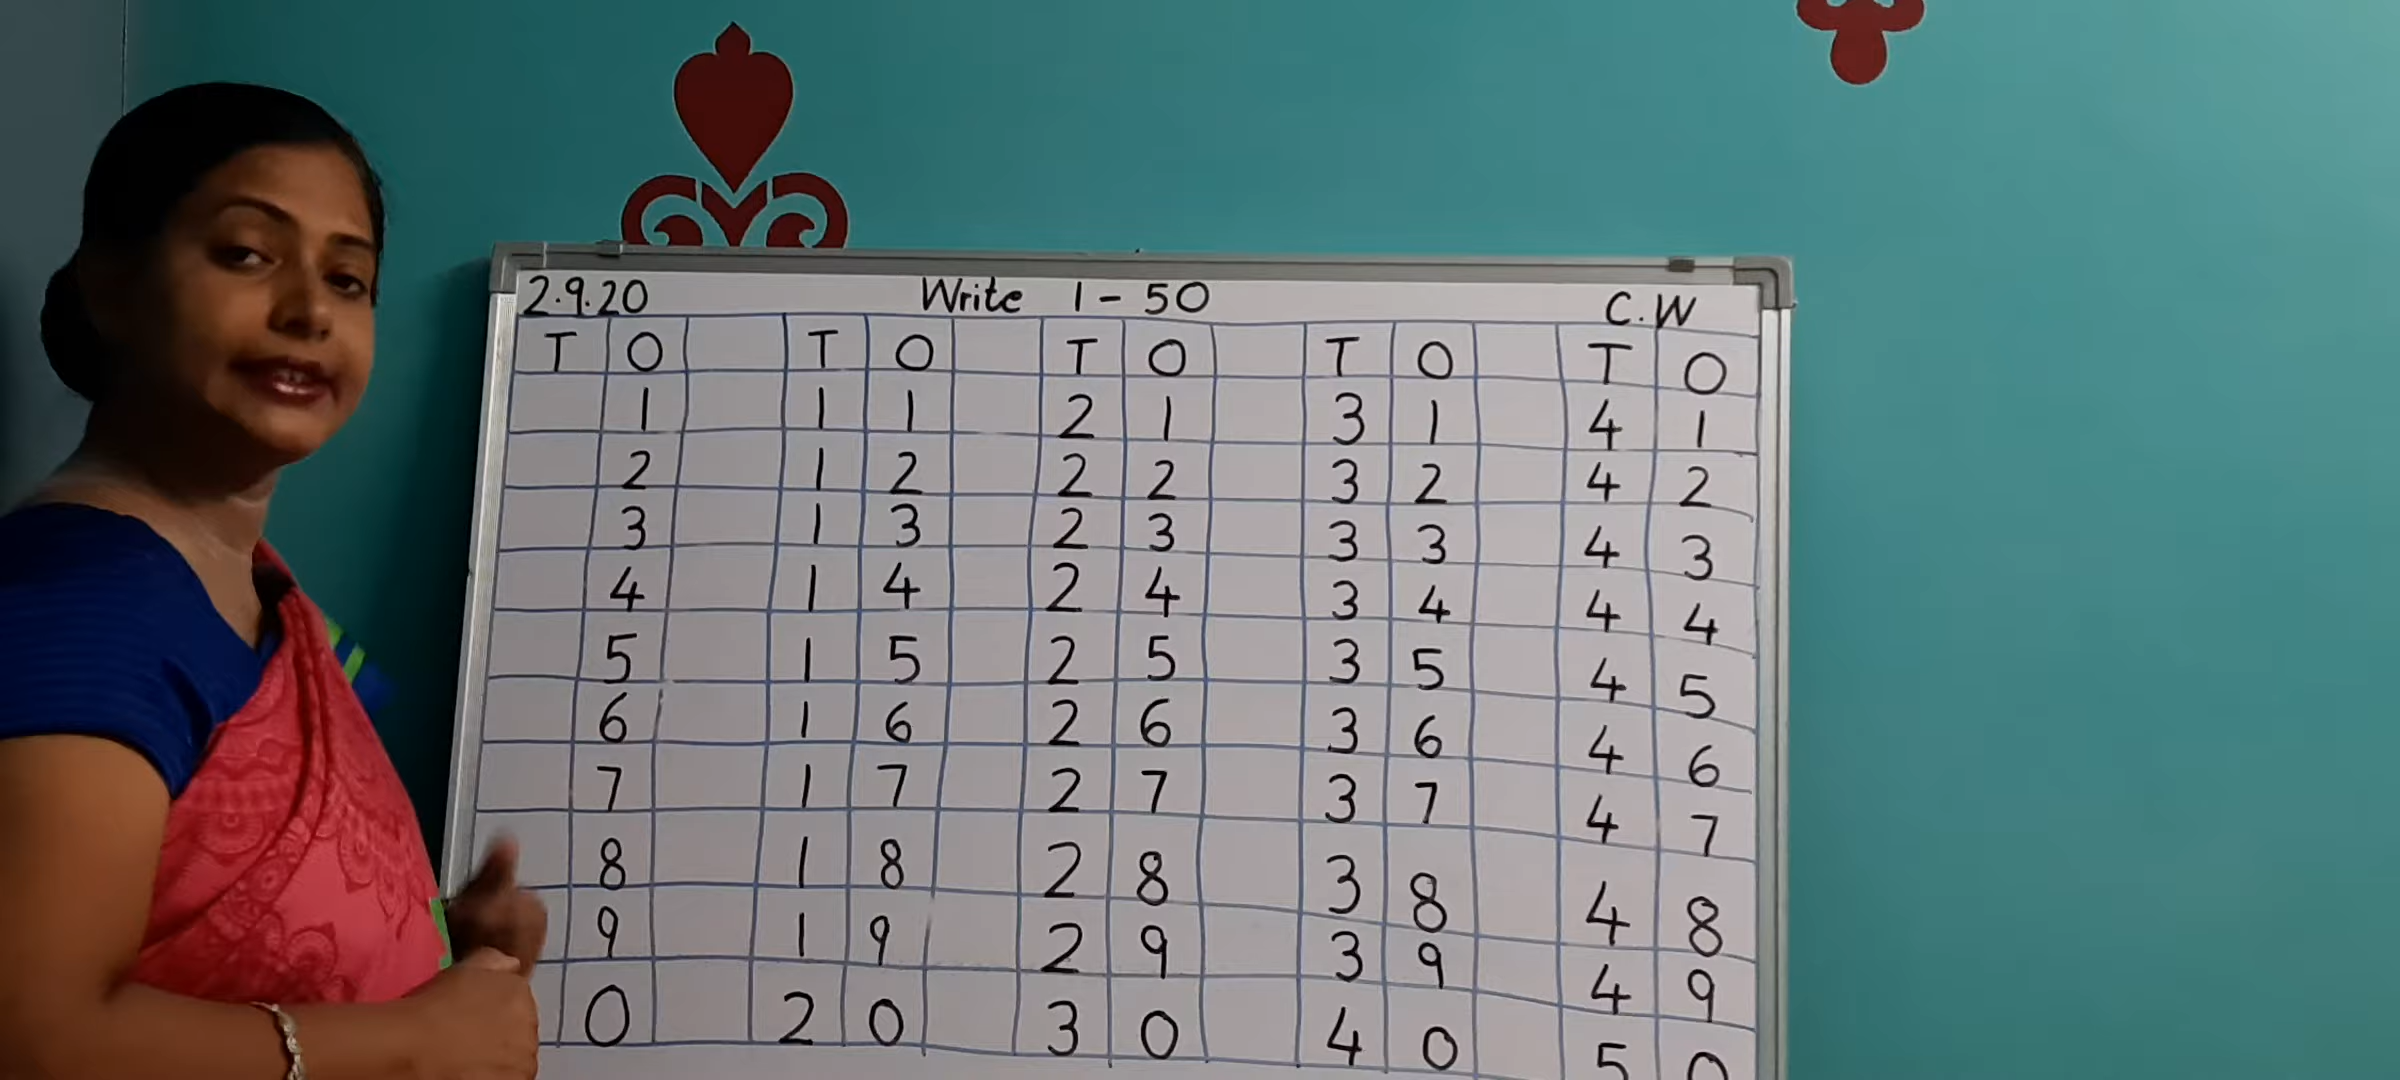 2.9.20 Write 1 - 50 C.W
T O T O T O T O T O
1 1 1 2 1 3 1 4 1
2 1 2 2 2 3 2 4 2
3 1 3 2 3 3 3 4 3
4 1 4 2 4 3 4 4 4
5 1 5 2 5 3 5 4 5
6 1 6 2 6 3 6 4 6
7 1 7 2 7 3 7 4 7
8 1 8 2 8 3 8 4 8
9 1 9 2 9 3 9 4 9
0 2 0 3 0 4 0 5 0